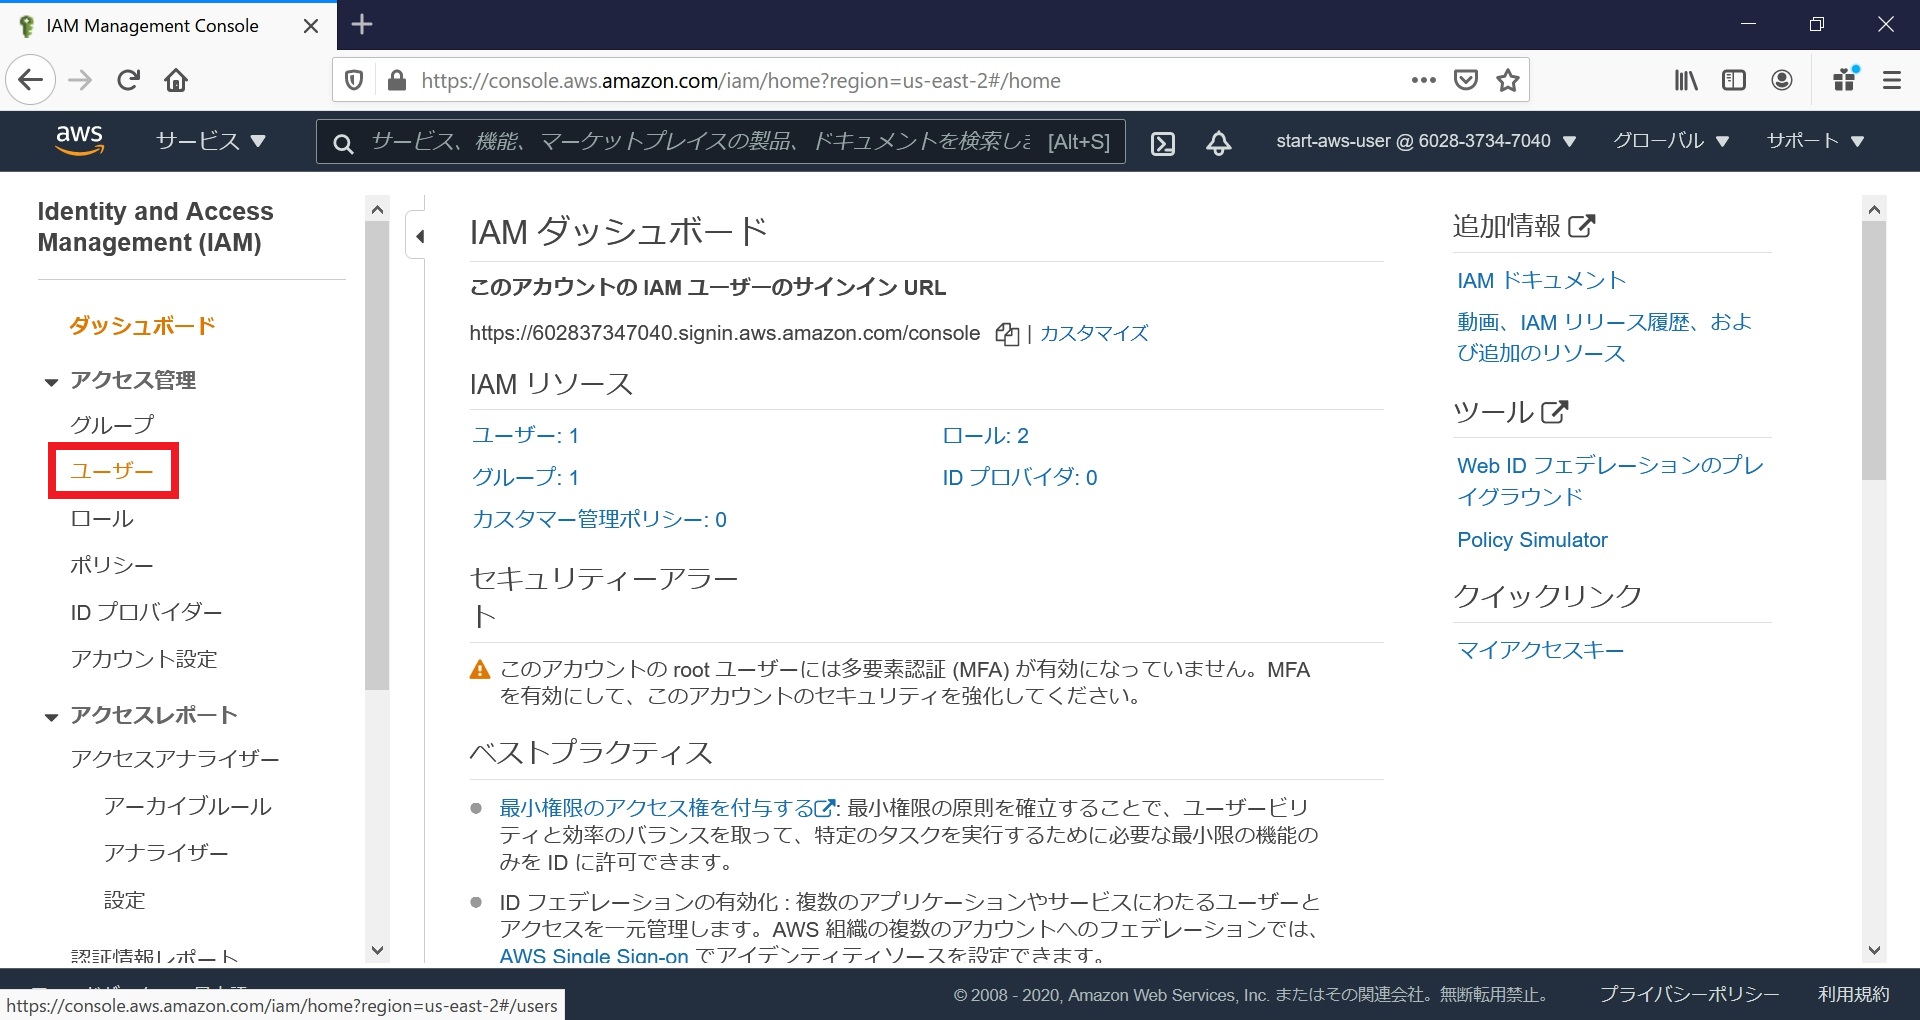 IAM Management Console
https://console.aws.amazon.com/iam/home?region=us-east-2#/home
aws
サービス
サービス、機能、マーケットプレイスの製品、ドキュメントを検索しま [Alt+S]
start-aws-user @ 6028-3734-7040
グローバル
サポート
Identity and Access
Management (IAM)
ダッシュボード
アクセス管理
グループ
ユーザー
ロール
ポリシー
ID プロバイダー
アカウント設定
アクセスレポート
アクセスアナライザー
アーカイブルール
アナライザー
設定
認証情報レポート
IAM ダッシュボード
このアカウントの IAM ユーザーのサインイン URL
https://602837347040.signin.aws.amazon.com/console | カスタマイズ
IAM リソース
ユーザー: 1
ロール: 2
グループ: 1
ID プロバイダ: 0
カスタマー管理ポリシー: 0
セキュリティーアラー
ト
このアカウントの root ユーザーには多要素認証 (MFA) が有効になっていません。MFA
を有効にして、このアカウントのセキュリティを強化してください。
ベストプラクティス
最小権限のアクセス権を付与する: 最小権限の原則を確立することで、ユーザービリ
ティと効率のバランスを取って、特定のタスクを実行するために必要な最小限の機能の
みを ID に許可できます。
ID フェデレーションの有効化 : 複数のアプリケーションやサービスにわたるユーザーと
アクセスを一元管理します。AWS 組織の複数のアカウントへのフェデレーションでは、
AWS Single Sign-on でアイデンティティソースを設定できます。
追加情報
IAM ドキュメント
動画、IAM リリース履歴、およ
び追加のリソース
ツール
Web ID フェデレーションのプレ
イグラウンド
Policy Simulator
クイックリンク
マイアクセスキー
https://console.aws.amazon.com/iam/home?region=us-east-2#/users
© 2008 - 2020, Amazon Web Services, Inc. またはその関連会社。無断転用禁止。
プライバシーポリシー
利用規約